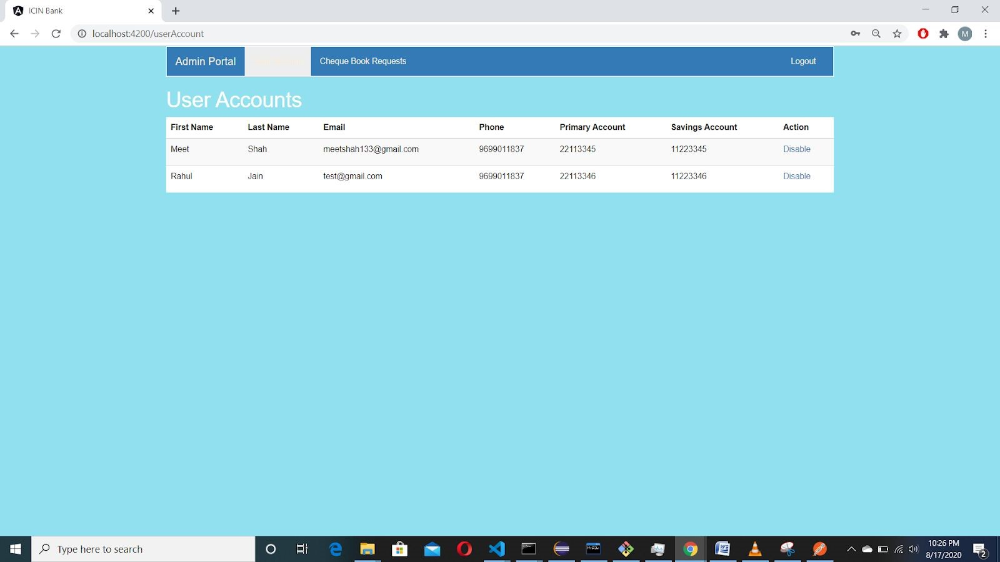 ICIN Bank
localhost:4200/userAccount
M
Admin Portal
Cheque Book Requests
Logout
User Accounts
First Name Last Name Email Phone Primary Account Savings Account Action
Meet Shah meetshah133@gmail.com 9699011837 22113345 11223345 Disable
Rahul Jain test@gmail.com 9699011837 22113346 11223346 Disable
Type here to search
10:26 PM
8/17/2020
2